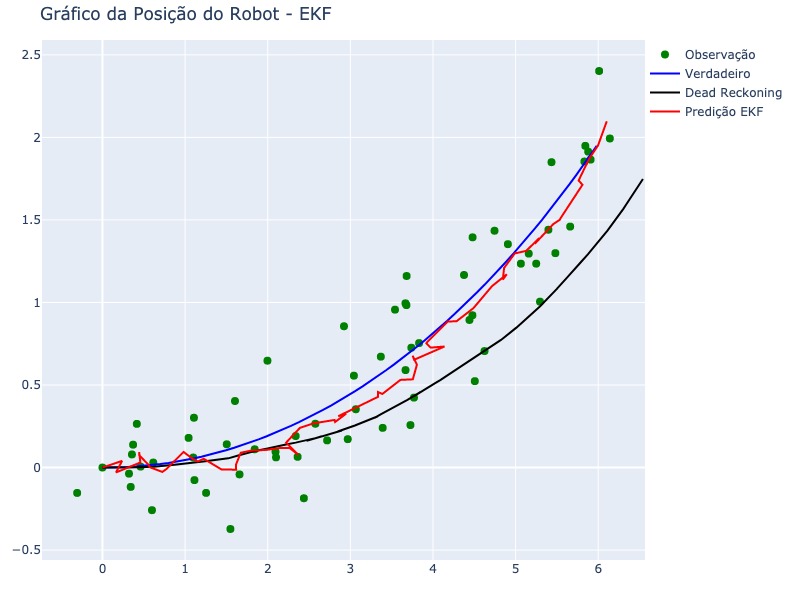 Gráfico da Posição do Robot - EKF
2.5
2
1.5
1
0.5
0
−0.5
0 1 2 3 4 5 6
Observação
Verdadeiro
Dead Reckoning
Predição EKF